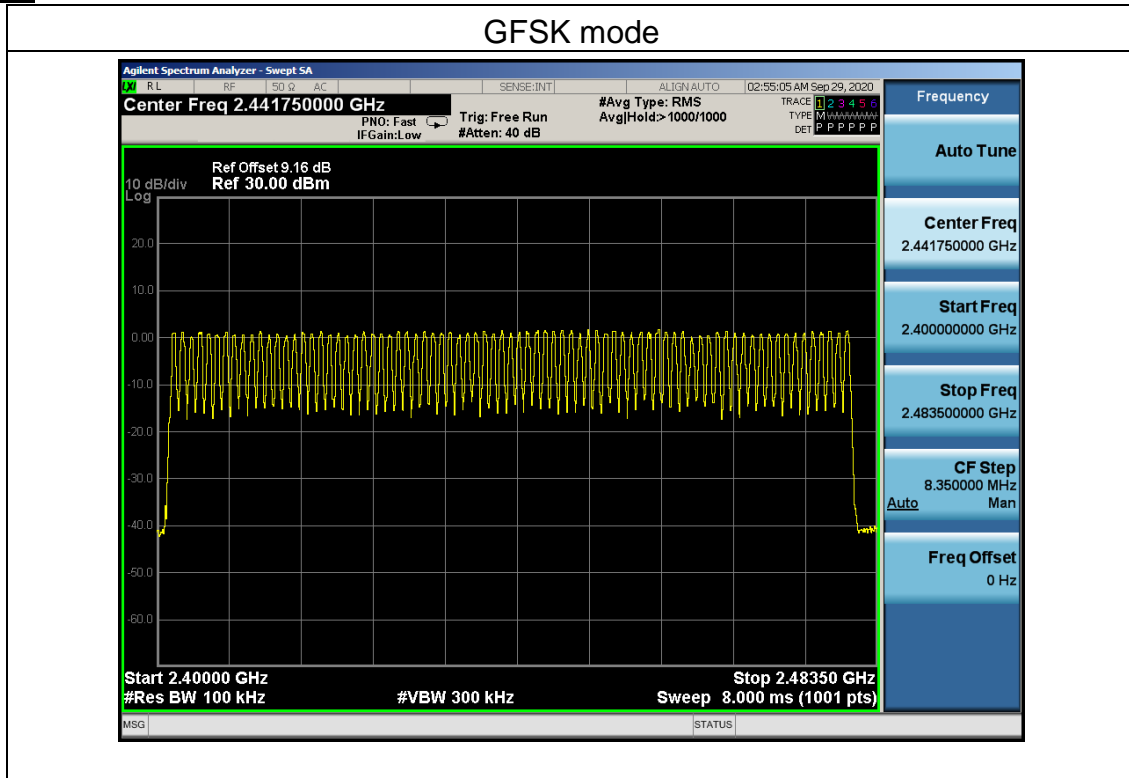 GFSK mode
Agilent Spectrum Analyzer - Swept SA
LXI RL RF 50 Ω AC SENSE:INT ALIGN AUTO 02:55:05 AM Sep 29, 2020
Center Freq 2.441750000 GHz
PNO: Fast
IFGain:Low
Trig: Free Run
#Atten: 40 dB
#Avg Type: RMS
Avg|Hold:> 1000/1000
TRACE 1 2 3 4 5 6
TYPE M
DET P P P P P P
Ref Offset 9.16 dB
10 dB/div Ref 30.00 dBm
Log
20.0
10.0
0.00
-10.0
-20.0
-30.0
-40.0
-50.0
-60.0
Start 2.40000 GHz Stop 2.48350 GHz
#Res BW 100 kHz #VBW 300 kHz Sweep 8.000 ms (1001 pts)
MSG STATUS
Frequency
Auto Tune
Center Freq
2.441750000 GHz
Start Freq
2.400000000 GHz
Stop Freq
2.483500000 GHz
CF Step
8.350000 MHz
Auto Man
Freq Offset
0 Hz